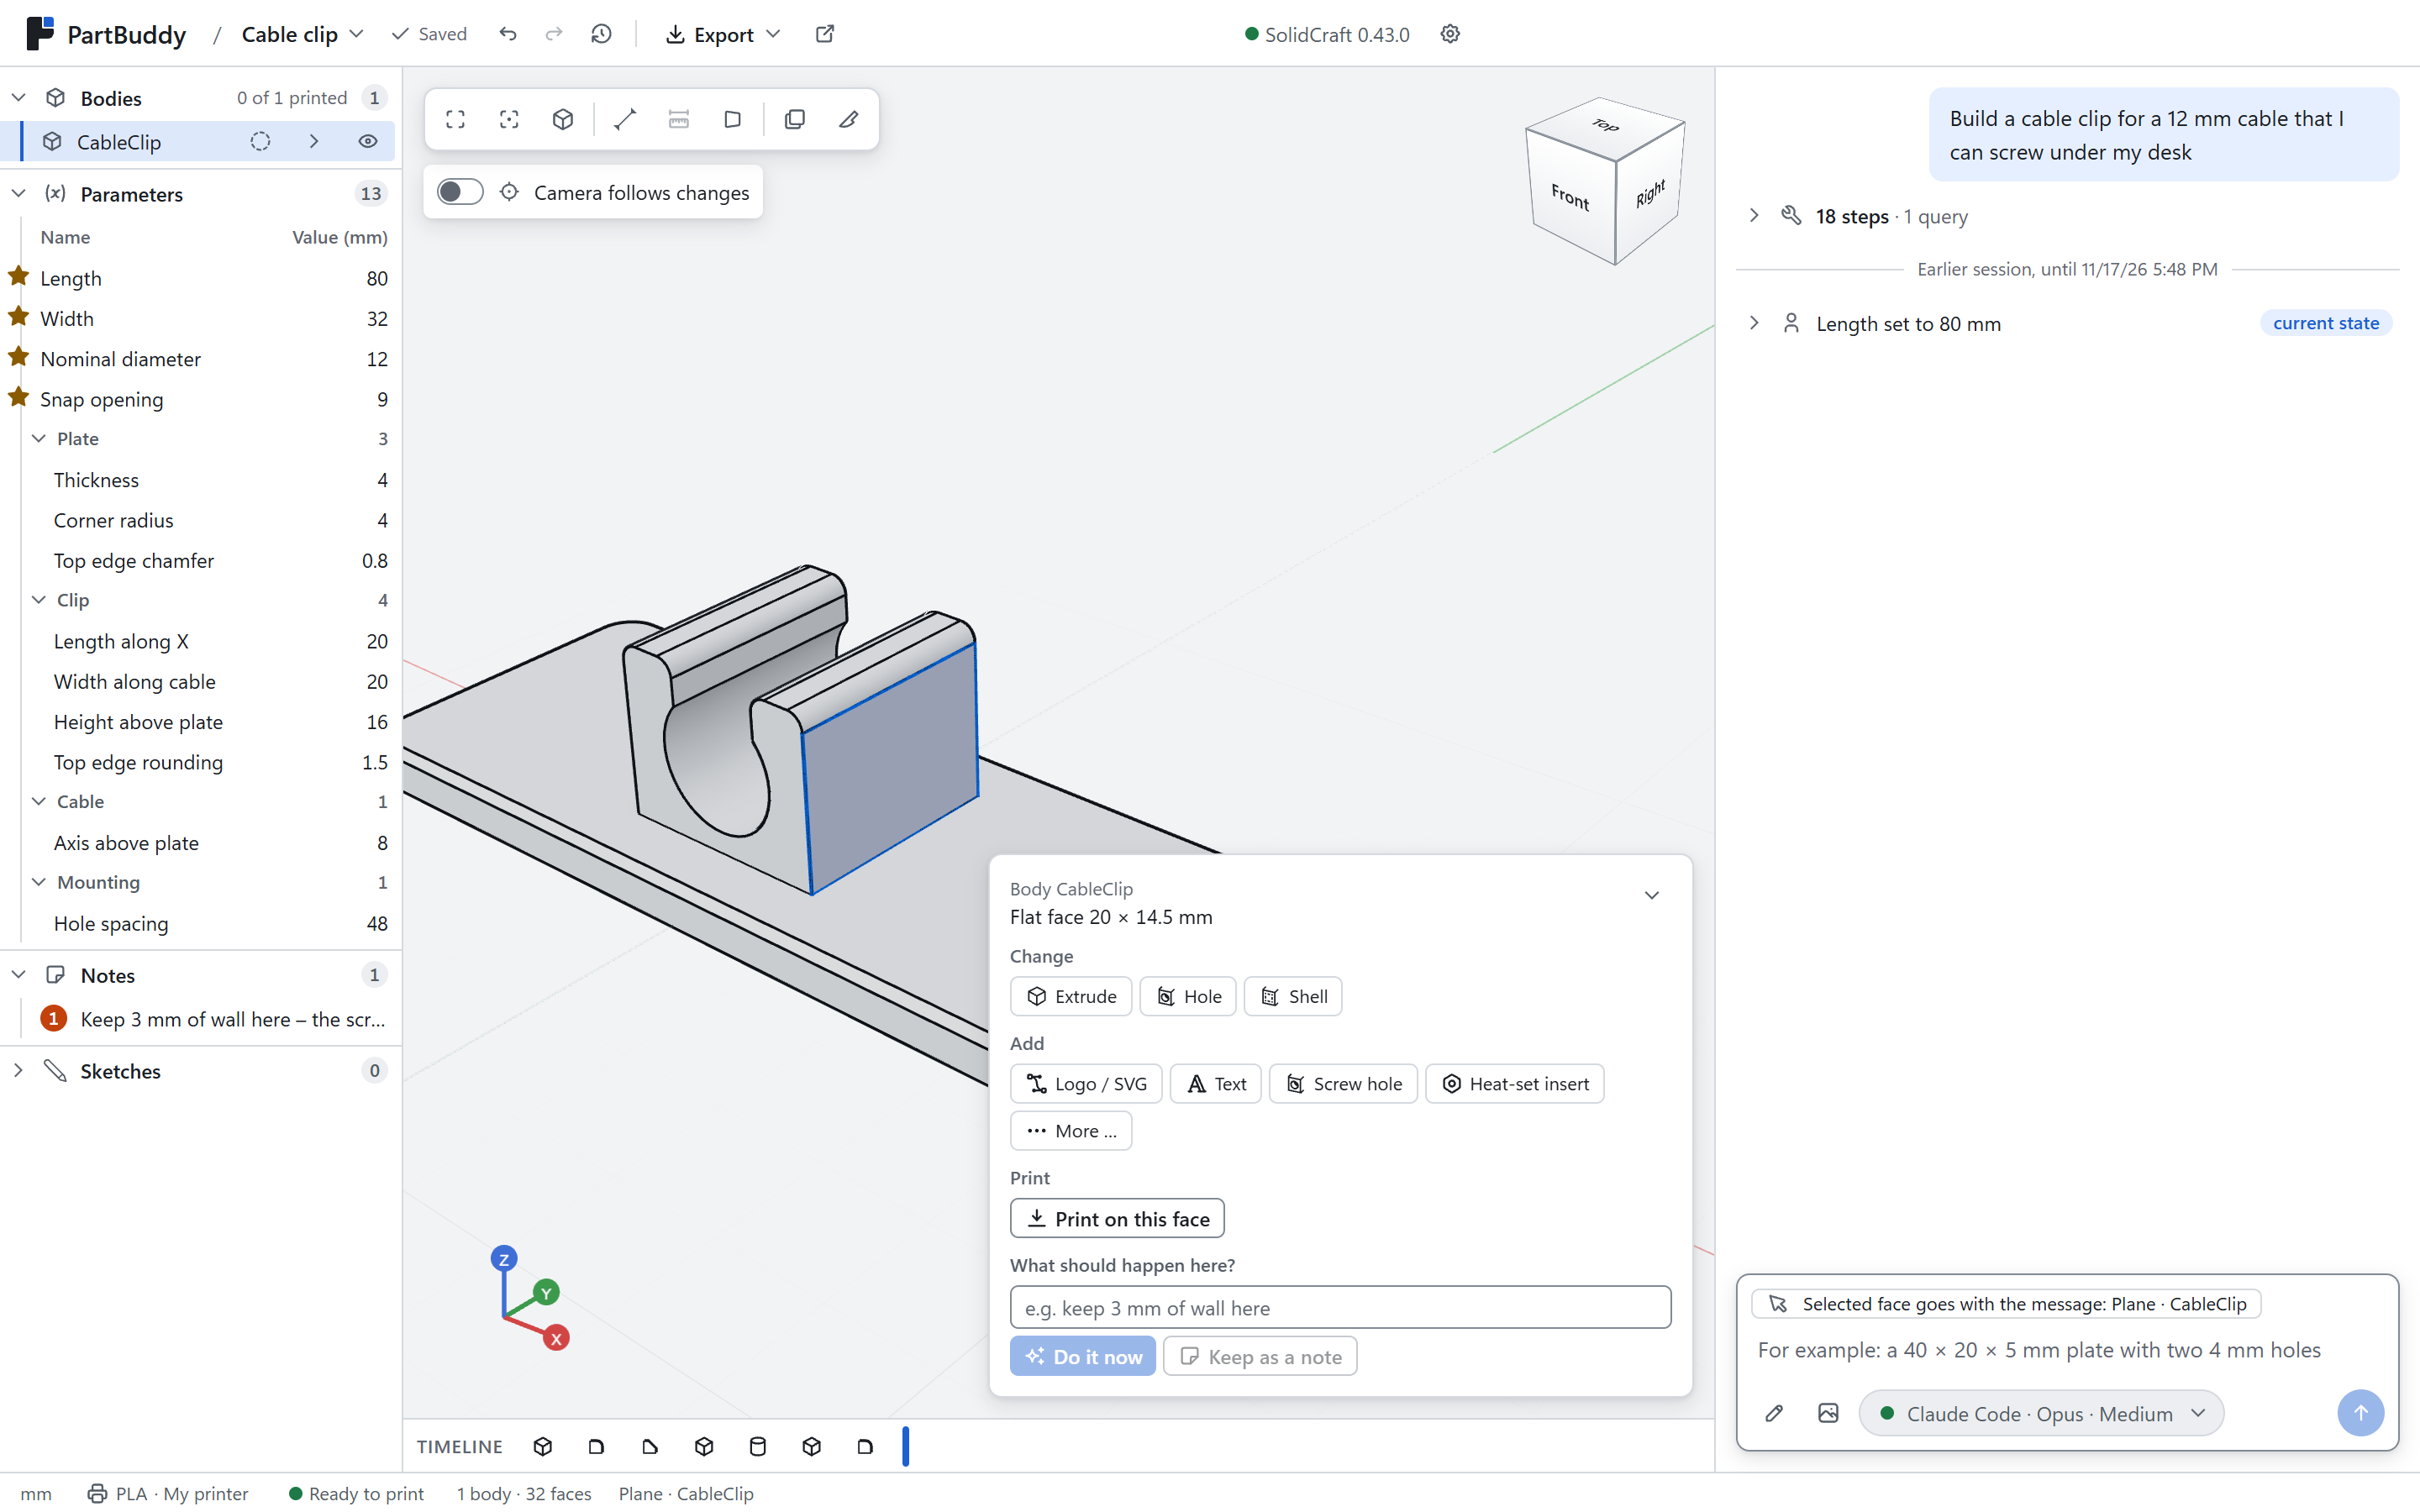 PartBuddy / Cable clip Saved Export SolidCraft 0.43.0
Bodies 0 of 1 printed 1
CableClip
Parameters 13
Name Value (mm)
Length 80
Width 32
Nominal diameter 12
Snap opening 9
Plate 3
Thickness 4
Corner radius 4
Top edge chamfer 0.8
Clip 4
Length along X 20
Width along cable 20
Height above plate 16
Top edge rounding 1.5
Cable 1
Axis above plate 8
Mounting 1
Hole spacing 48
Notes 1
1 Keep 3 mm of wall here – the scr...
Sketches 0
Camera follows changes
Top
Front
Right
Z
Y
X
Body CableClip
Flat face 20 × 14.5 mm
Change
Extrude Hole Shell
Add
Logo / SVG Text Screw hole Heat-set insert
More ...
Print
Print on this face
What should happen here?
e.g. keep 3 mm of wall here
Do it now Keep as a note
TIMELINE
Build a cable clip for a 12 mm cable that I
can screw under my desk
18 steps · 1 query
Earlier session, until 11/17/26 5:48 PM
Length set to 80 mm current state
Selected face goes with the message: Plane · CableClip
For example: a 40 × 20 × 5 mm plate with two 4 mm holes
Claude Code · Opus · Medium
mm PLA · My printer Ready to print 1 body · 32 faces Plane · CableClip